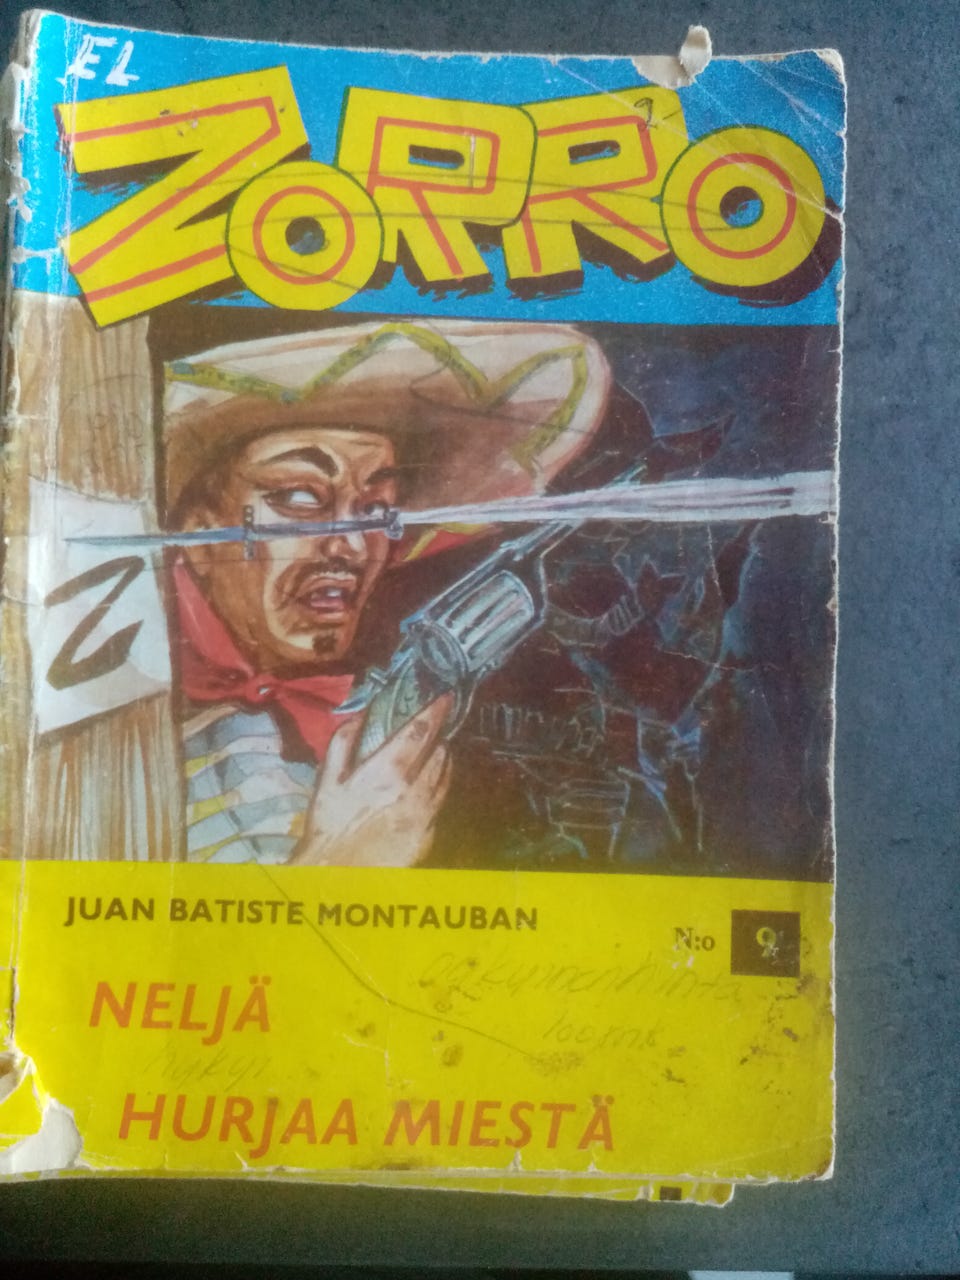 EL
ZORRO
Z
JUAN BATISTE MONTAUBAN
N:o 9
NELJÄ
HURJAA MIESTÄ